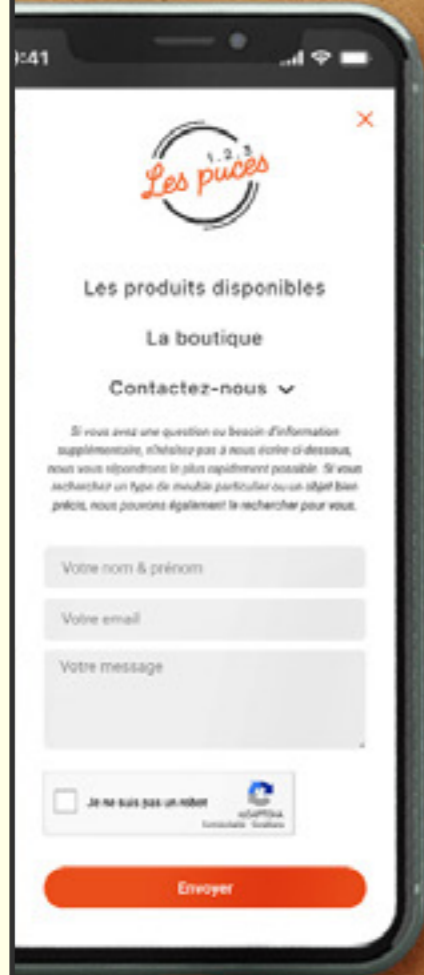 9:41
1.2.3
Les puces
Les produits disponibles
La boutique
Contactez-nous
Si vous avez une question ou besoin d'information
supplémentaire, n'hésitez pas à nous écrire ci-dessous,
nous vous répondrons le plus rapidement possible. Si vous
recherchez un type de meuble particulier ou un objet bien
précis, nous pouvons également le rechercher pour vous.
Votre nom & prénom
Votre email
Votre message
Je ne suis pas un robot
reCAPTCHA
Envoyer